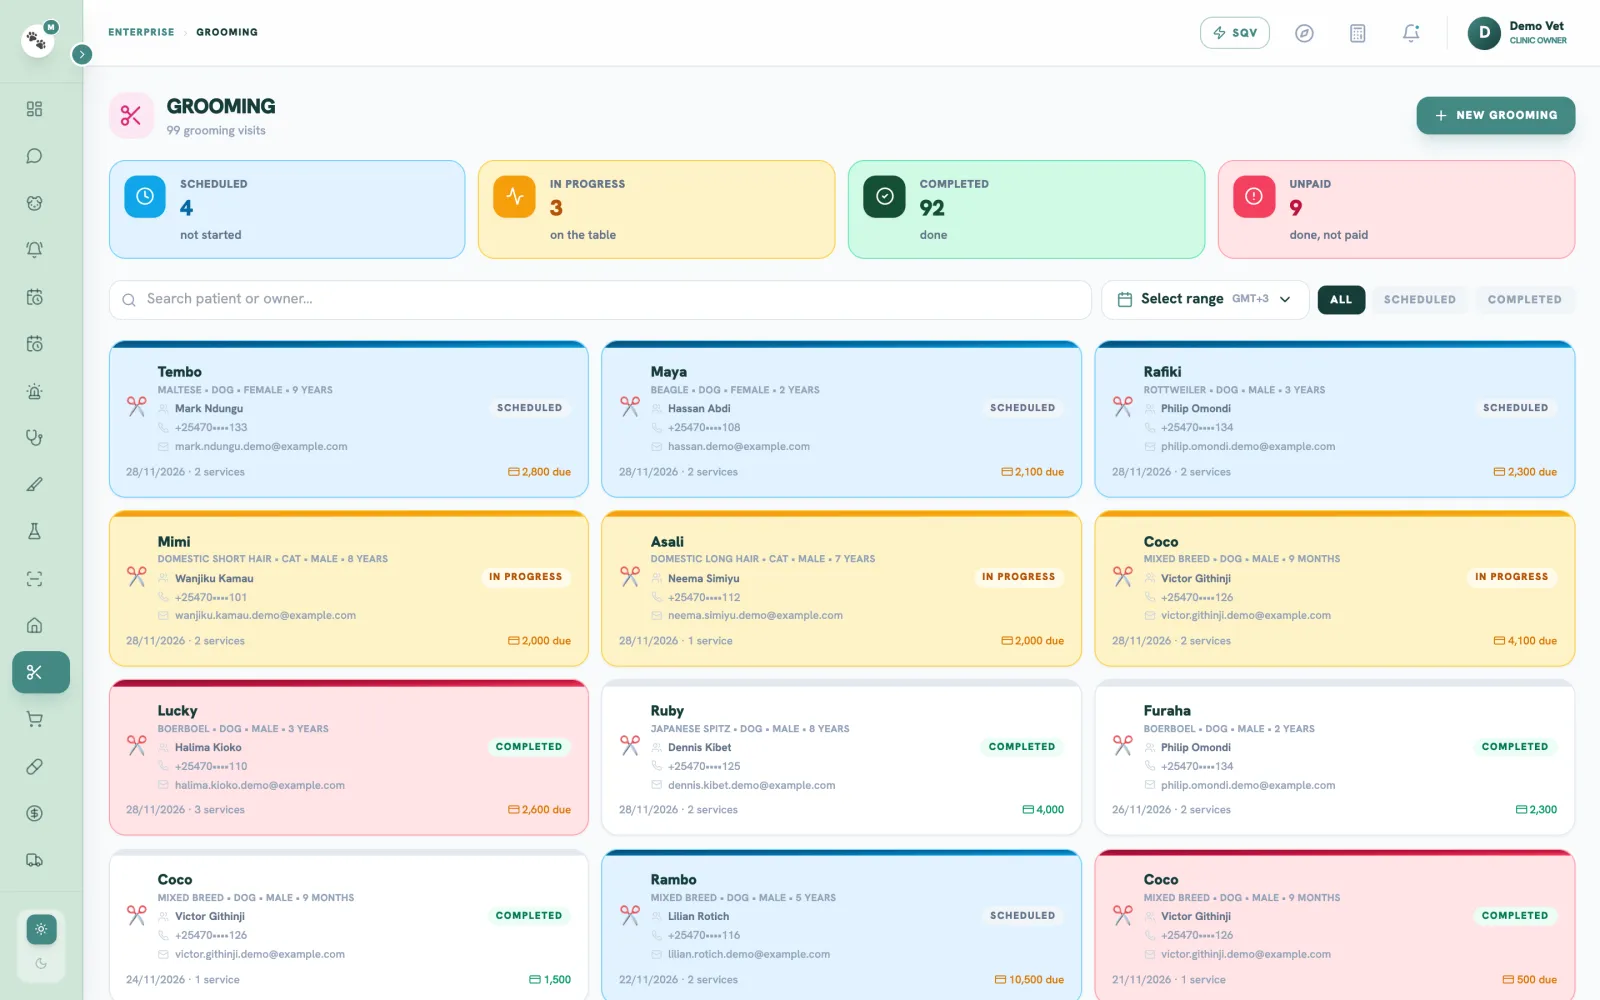 M
ENTERPRISE › GROOMING
SQV
D
Demo Vet
CLINIC OWNER
GROOMING
99 grooming visits
+ NEW GROOMING
SCHEDULED
4
not started
IN PROGRESS
3
on the table
COMPLETED
92
done
UNPAID
9
done, not paid
Search patient or owner...
Select range GMT+3
ALL
SCHEDULED
COMPLETED
Tembo
MALTESE • DOG • FEMALE • 9 YEARS
Mark Ndungu
SCHEDULED
+25470••••133
mark.ndungu.demo@example.com
28/11/2026 · 2 services
2,800 due
Maya
BEAGLE • DOG • FEMALE • 2 YEARS
Hassan Abdi
SCHEDULED
+25470••••108
hassan.demo@example.com
28/11/2026 · 2 services
2,100 due
Rafiki
ROTTWEILER • DOG • MALE • 3 YEARS
Philip Omondi
SCHEDULED
+25470••••134
philip.omondi.demo@example.com
28/11/2026 · 2 services
2,300 due
Mimi
DOMESTIC SHORT HAIR • CAT • MALE • 8 YEARS
Wanjiku Kamau
IN PROGRESS
+25470••••101
wanjiku.kamau.demo@example.com
28/11/2026 · 2 services
2,000 due
Asali
DOMESTIC LONG HAIR • CAT • MALE • 7 YEARS
Neema Simiyu
IN PROGRESS
+25470••••112
neema.simiyu.demo@example.com
28/11/2026 · 1 service
2,000 due
Coco
MIXED BREED • DOG • MALE • 9 MONTHS
Victor Githinji
IN PROGRESS
+25470••••126
victor.githinji.demo@example.com
28/11/2026 · 2 services
4,100 due
Lucky
BOERBOEL • DOG • MALE • 3 YEARS
Halima Kioko
COMPLETED
+25470••••110
halima.kioko.demo@example.com
28/11/2026 · 3 services
2,600 due
Ruby
JAPANESE SPITZ • DOG • MALE • 8 YEARS
Dennis Kibet
COMPLETED
+25470••••125
dennis.kibet.demo@example.com
28/11/2026 · 2 services
4,000
Furaha
BOERBOEL • DOG • MALE • 2 YEARS
Philip Omondi
COMPLETED
+25470••••134
philip.omondi.demo@example.com
26/11/2026 · 2 services
2,300
Coco
MIXED BREED • DOG • MALE • 9 MONTHS
Victor Githinji
COMPLETED
+25470••••126
victor.githinji.demo@example.com
24/11/2026 · 1 service
1,500
Rambo
MIXED BREED • DOG • MALE • 5 YEARS
Lilian Rotich
SCHEDULED
+25470••••116
lilian.rotich.demo@example.com
22/11/2026 · 2 services
10,500 due
Coco
MIXED BREED • DOG • MALE • 9 MONTHS
Victor Githinji
COMPLETED
+25470••••126
victor.githinji.demo@example.com
21/11/2026 · 1 service
500 due